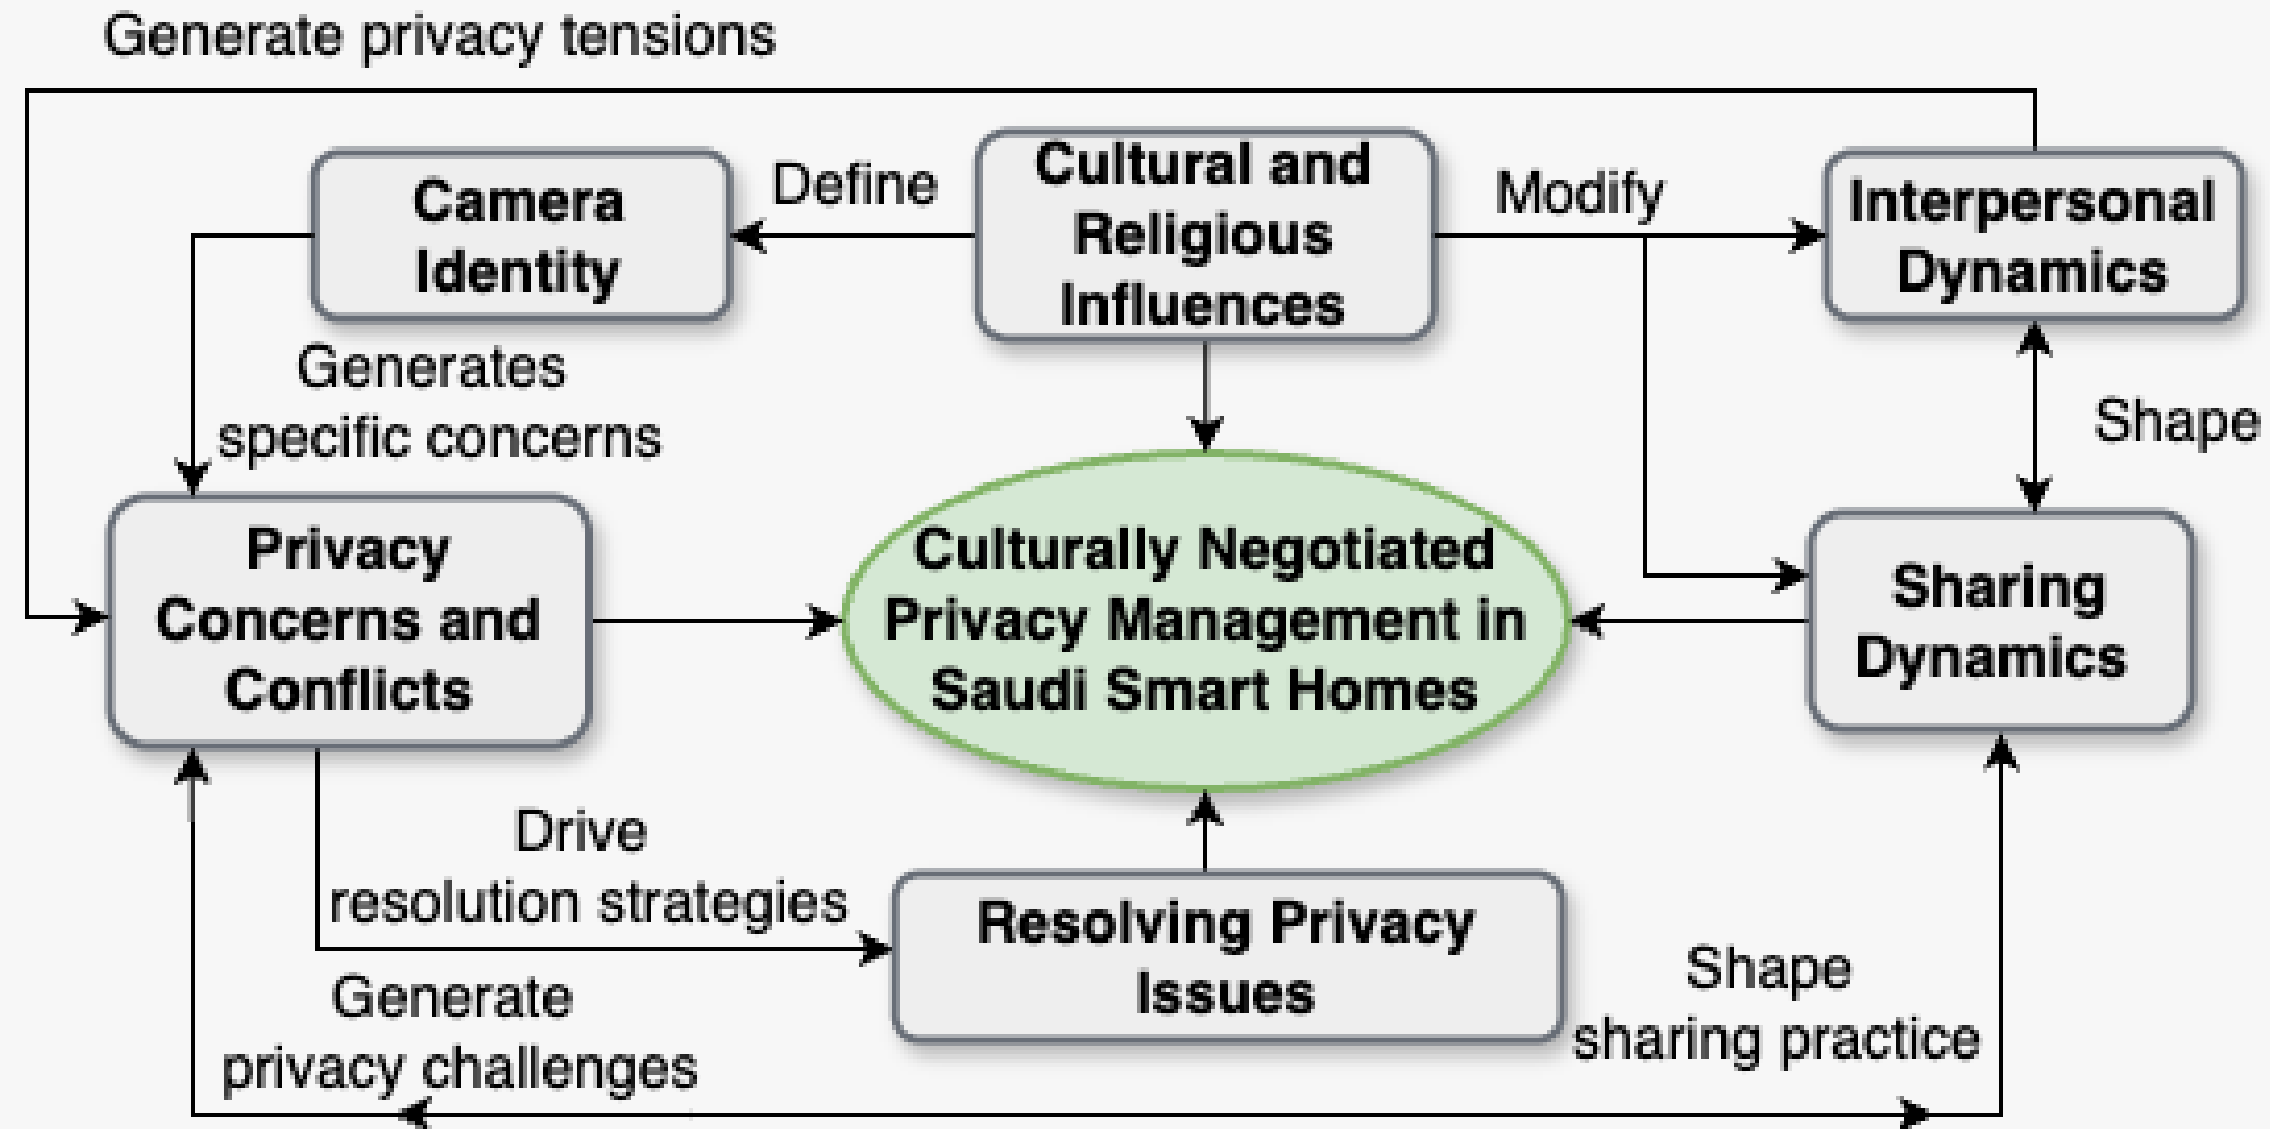 Generate privacy tensions
Camera
Identity
Define
Cultural and
Religious
Influences
Modify
Interpersonal
Dynamics
Generates
specific concerns
Shape
Privacy
Concerns and
Conflicts
Culturally Negotiated
Privacy Management in
Saudi Smart Homes
Sharing
Dynamics
Drive
resolution strategies
Resolving Privacy
Issues
Generate
privacy challenges
Shape
sharing practice